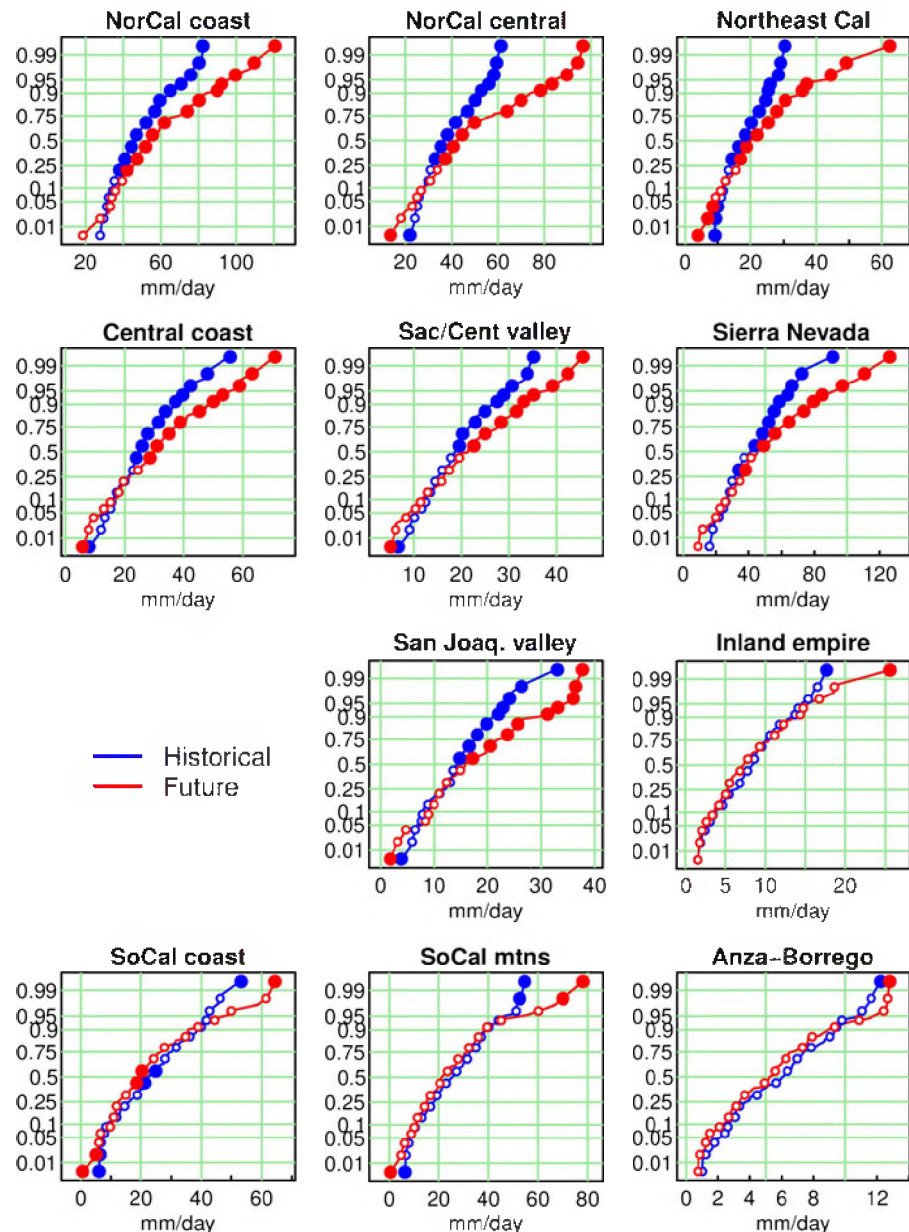 NorCal coast NorCal central Northeast Cal
0.99 0.99 0.99
0.95 0.95 0.95
0.9 0.9 0.9
0.75 0.75 0.75
0.5 0.5 0.5
0.25 0.25 0.25
0.1 0.1 0.1
0.05 0.05 0.05
0.01 0.01 0.01
20 60 100 20 40 60 80 0 20 40 60
mm/day mm/day mm/day
Central coast Sac/Cent valley Sierra Nevada
0.99 0.99 0.99
0.95 0.95 0.95
0.9 0.9 0.9
0.75 0.75 0.75
0.5 0.5 0.5
0.25 0.25 0.25
0.1 0.1 0.1
0.05 0.05 0.05
0.01 0.01 0.01
0 20 40 60 10 20 30 40 0 40 80 120
mm/day mm/day mm/day
San Joaq. valley Inland empire
0.99 0.99
0.95 0.95
0.9 0.9
0.75 0.75
Historical 0.5 0.5
Future 0.25 0.25
0.1 0.1
0.05 0.05
0.01 0.01
0 10 20 30 40 0 5 10 20
mm/day mm/day
SoCal coast SoCal mtns Anza-Borrego
0.99 0.99 0.99
0.95 0.95 0.95
0.9 0.9 0.9
0.75 0.75 0.75
0.5 0.5 0.5
0.25 0.25 0.25
0.1 0.1 0.1
0.05 0.05 0.05
0.01 0.01 0.01
0 20 40 60 0 20 40 60 80 0 2 4 6 8 12
mm/day mm/day mm/day